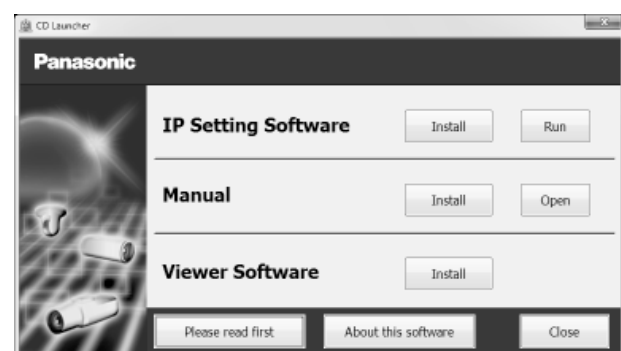 CD Launcher
Panasonic
IP Setting Software Install Run
Manual Install Open
Viewer Software Install
Please read first About this software Close